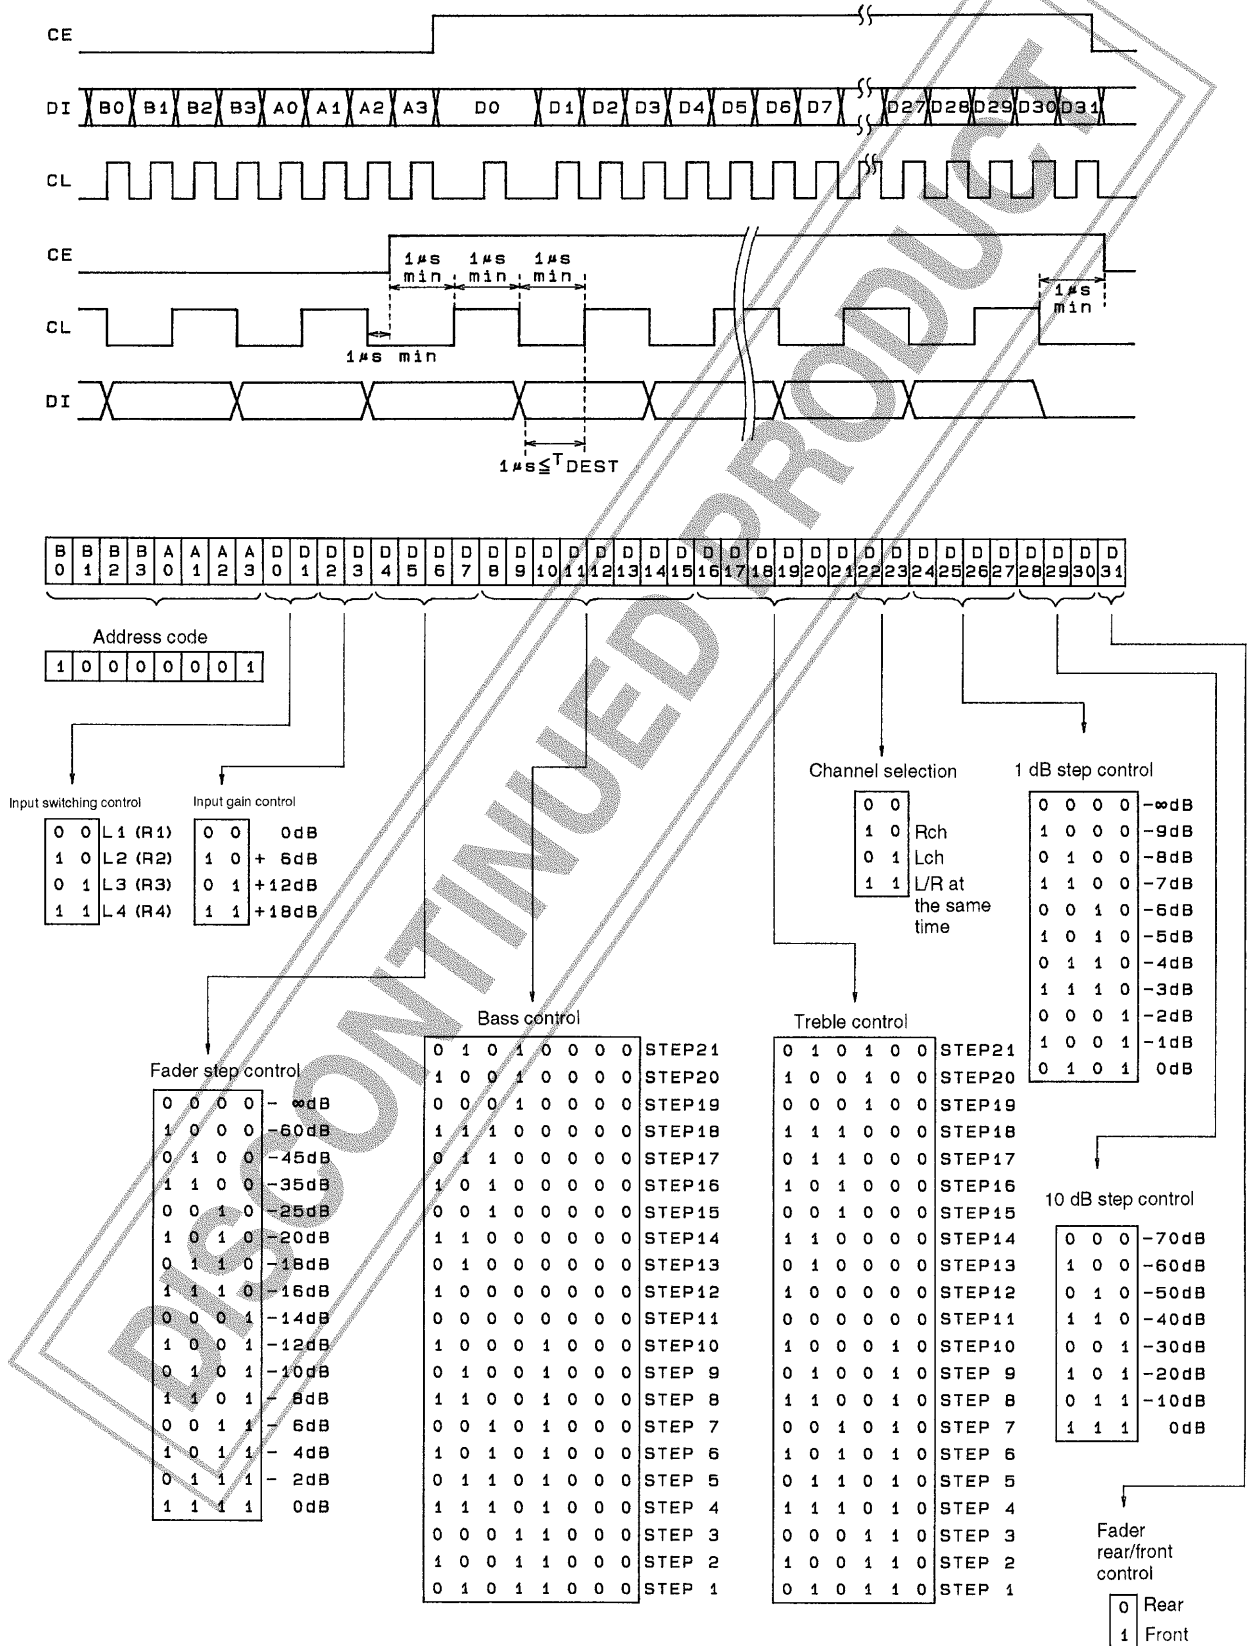 CE
DI B0 B1 B2 B3 A0 A1 A2 A3 D0 D1 D2 D3 D4 D5 D6 D7 D27 D28 D29 D30 D31
CL
CE
1μs min 1μs min 1μs min
1μs min
CL
1μs min
DI
1μs≦TDEST
B0 B1 B2 B3 A0 A1 A2 A3 D0 D1 D2 D3 D4 D5 D6 D7 D8 D9 D10 D11 D12 D13 D14 D15 D16 D17 D18 D19 D20 D21 D22 D23 D24 D25 D26 D27 D28 D29 D30 D31
Address code
1 0 0 0 0 0 0 1
Input switching control
0 0 L1 (R1)
1 0 L2 (R2)
0 1 L3 (R3)
1 1 L4 (R4)
Input gain control
0 0 0dB
1 0 + 6dB
0 1 +12dB
1 1 +18dB
Channel selection
0 0
1 0 Rch
0 1 Lch
1 1 L/R at
the same
time
1 dB step control
0 0 0 0 -∞dB
1 0 0 0 -9dB
0 1 0 0 -8dB
1 1 0 0 -7dB
0 0 1 0 -6dB
1 0 1 0 -5dB
0 1 1 0 -4dB
1 1 1 0 -3dB
0 0 0 1 -2dB
1 0 0 1 -1dB
0 1 0 1 0dB
Fader step control
0 0 0 0 - ∞dB
1 0 0 0 -60dB
0 1 0 0 -45dB
1 1 0 0 -35dB
0 0 1 0 -25dB
1 0 1 0 -20dB
0 1 1 0 -18dB
1 1 1 0 -16dB
0 0 0 1 -14dB
1 0 0 1 -12dB
0 1 0 1 -10dB
1 1 0 1 - 8dB
0 0 1 1 - 6dB
1 0 1 1 - 4dB
0 1 1 1 - 2dB
1 1 1 1 0dB
Bass control
0 1 0 1 0 0 0 0 STEP21
1 0 0 1 0 0 0 0 STEP20
0 0 0 1 0 0 0 0 STEP19
1 1 1 0 0 0 0 0 STEP18
0 1 1 0 0 0 0 0 STEP17
1 0 1 0 0 0 0 0 STEP16
0 0 1 0 0 0 0 0 STEP15
1 1 0 0 0 0 0 0 STEP14
0 1 0 0 0 0 0 0 STEP13
1 0 0 0 0 0 0 0 STEP12
0 0 0 0 0 0 0 0 STEP11
1 0 0 0 1 0 0 0 STEP10
0 1 0 0 1 0 0 0 STEP 9
1 1 0 0 1 0 0 0 STEP 8
0 0 1 0 1 0 0 0 STEP 7
1 0 1 0 1 0 0 0 STEP 6
0 1 1 0 1 0 0 0 STEP 5
1 1 1 0 1 0 0 0 STEP 4
0 0 0 1 1 0 0 0 STEP 3
1 0 0 1 1 0 0 0 STEP 2
0 1 0 1 1 0 0 0 STEP 1
Treble control
0 1 0 1 0 0 STEP21
1 0 0 1 0 0 STEP20
0 0 0 1 0 0 STEP19
1 1 1 0 0 0 STEP18
0 1 1 0 0 0 STEP17
1 0 1 0 0 0 STEP16
0 0 1 0 0 0 STEP15
1 1 0 0 0 0 STEP14
0 1 0 0 0 0 STEP13
1 0 0 0 0 0 STEP12
0 0 0 0 0 0 STEP11
1 0 0 0 1 0 STEP10
0 1 0 0 1 0 STEP 9
1 1 0 0 1 0 STEP 8
0 0 1 0 1 0 STEP 7
1 0 1 0 1 0 STEP 6
0 1 1 0 1 0 STEP 5
1 1 1 0 1 0 STEP 4
0 0 0 1 1 0 STEP 3
1 0 0 1 1 0 STEP 2
0 1 0 1 1 0 STEP 1
10 dB step control
0 0 0 -70dB
1 0 0 -60dB
0 1 0 -50dB
1 1 0 -40dB
0 0 1 -30dB
1 0 1 -20dB
0 1 1 -10dB
1 1 1 0dB
Fader
rear/front
control
0 Rear
1 Front
DISCONTINUED PRODUCT